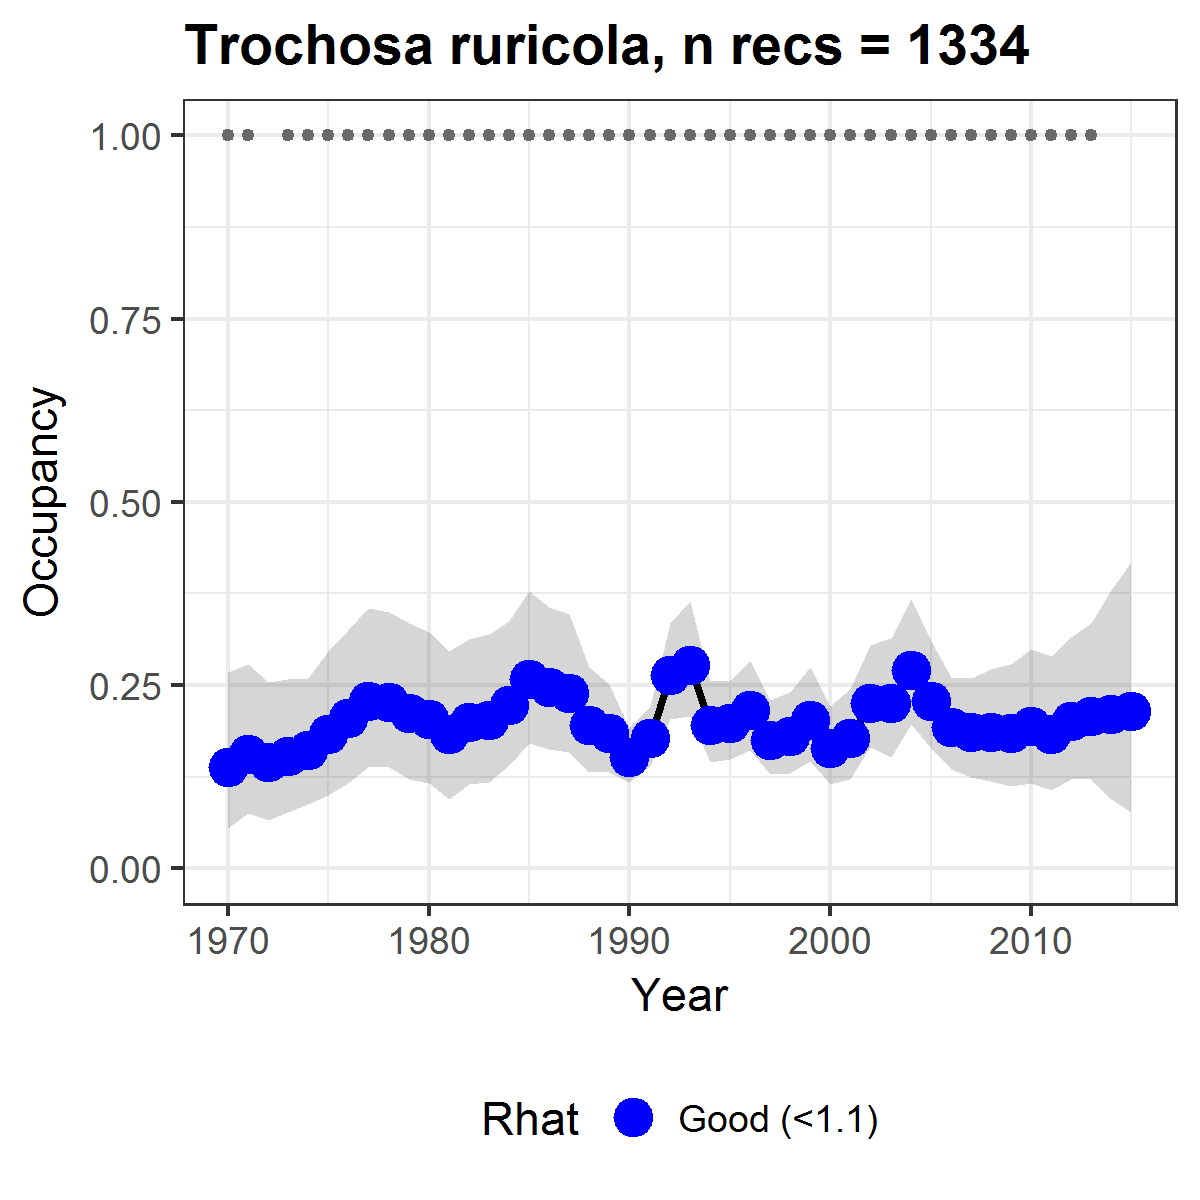 Trochosa ruricola, n recs = 1334
1.00
0.75
0.50
0.25
0.00
Occupancy
1970 1980 1990 2000 2010
Year
Rhat Good (<1.1)